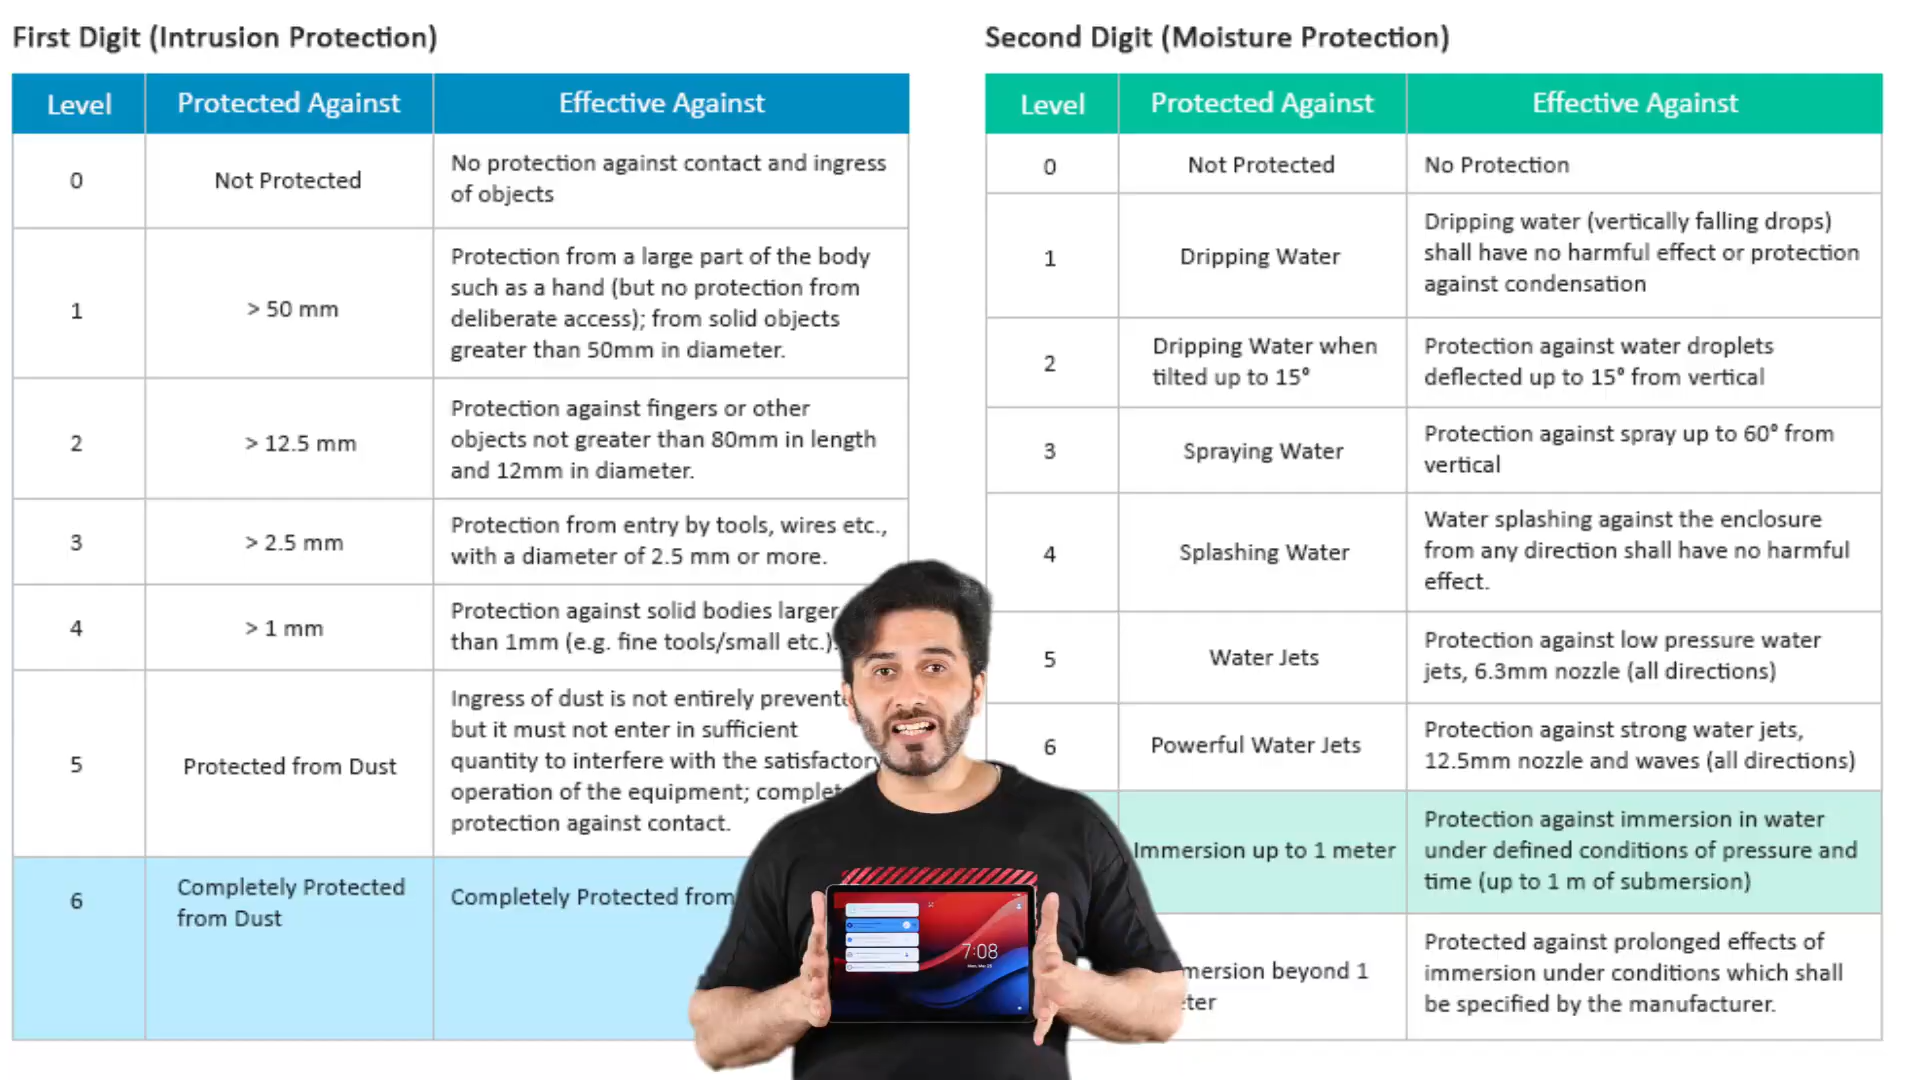 First Digit (Intrusion Protection)
Level
Protected Against
Effective Against
0
Not Protected
No protection against contact and ingress
of objects
1
> 50 mm
Protection from a large part of the body
such as a hand (but no protection from
deliberate access); from solid objects
greater than 50mm in diameter.
2
> 12.5 mm
Protection against fingers or other
objects not greater than 80mm in length
and 12mm in diameter.
3
> 2.5 mm
Protection from entry by tools, wires etc.,
with a diameter of 2.5 mm or more.
4
> 1 mm
Protection against solid bodies larger
than 1mm (e.g. fine tools/small etc.).
5
Protected from Dust
Ingress of dust is not entirely
but it must not enter in sufficient
quantity to interfere with the satisfactory
operation of the equipment;
protection against contact.
6
Completely Protected
from Dust
Completely Protected from
Second Digit (Moisture Protection)
Level
Protected Against
Effective Against
0
Not Protected
No Protection
1
Dripping Water
Dripping water (vertically falling drops)
shall have no harmful effect or protection
against condensation
2
Dripping Water when
tilted up to 15°
Protection against water droplets
deflected up to 15° from vertical
3
Spraying Water
Protection against spray up to 60° from
vertical
4
Splashing Water
Water splashing against the enclosure
from any direction shall have no harmful
effect.
5
Water Jets
Protection against low pressure water
jets, 6.3mm nozzle (all directions)
6
Powerful Water Jets
Protection against strong water jets,
12.5mm nozzle and waves (all directions)
Immersion up to 1 meter
Protection against immersion in water
under defined conditions of pressure and
time (up to 1 m of submersion)
beyond 1
Protected against prolonged effects of
immersion under conditions which shall
be specified by the manufacturer.
7:08